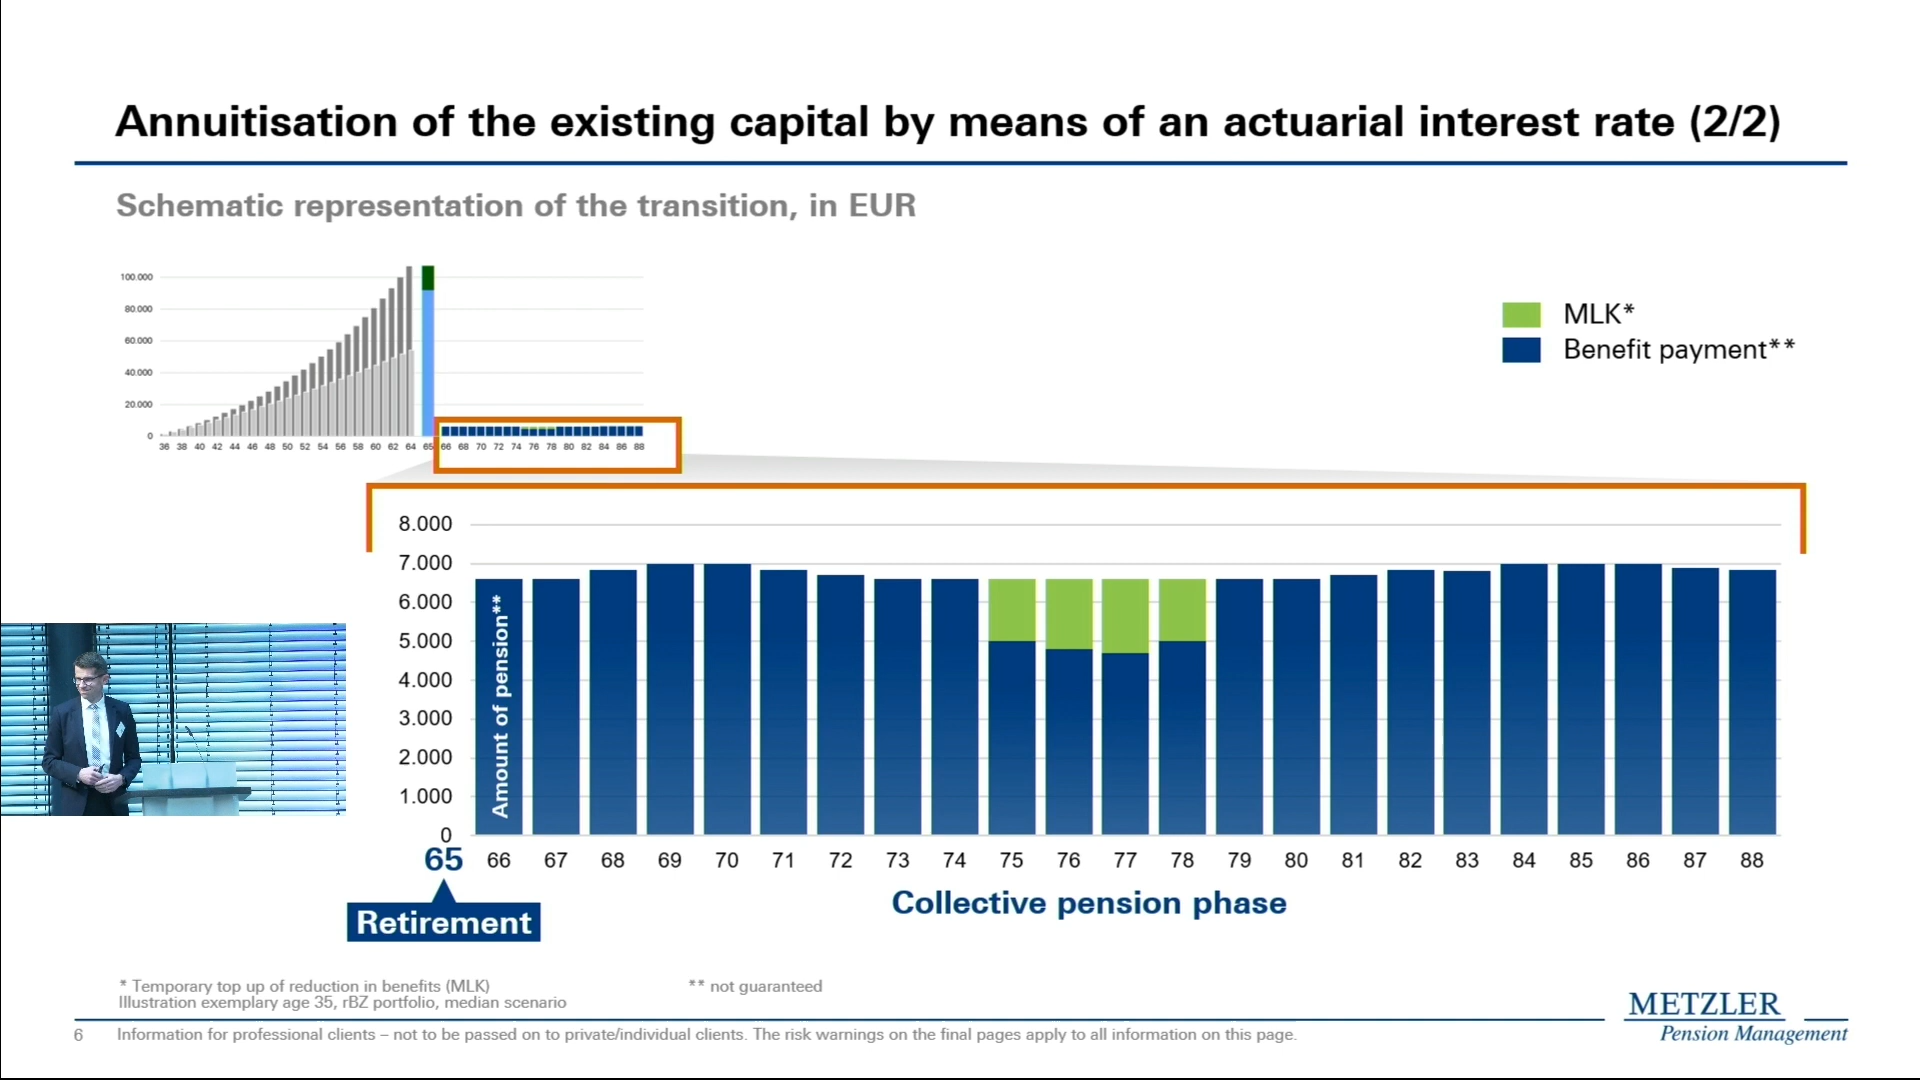 Annuitisation of the existing capital by means of an actuarial interest rate (2/2)
Schematic representation of the transition, in EUR
100.000
80.000
60.000
40.000
20.000
0
36 38 40 42 44 46 48 50 52 54 56 58 60 62 64 65 66 68 70 72 74 76 78 80 82 84 86 88
MLK*
Benefit payment**
8.000
7.000
6.000
5.000
4.000
3.000
2.000
1.000
0
Amount of pension**
65 66 67 68 69 70 71 72 73 74 75 76 77 78 79 80 81 82 83 84 85 86 87 88
Retirement
Collective pension phase
* Temporary top up of reduction in benefits (MLK)
** not guaranteed
Illustration exemplary age 35, rBZ portfolio, median scenario
6 Information for professional clients – not to be passed on to private/individual clients. The risk warnings on the final pages apply to all information on this page.
METZLER
Pension Management